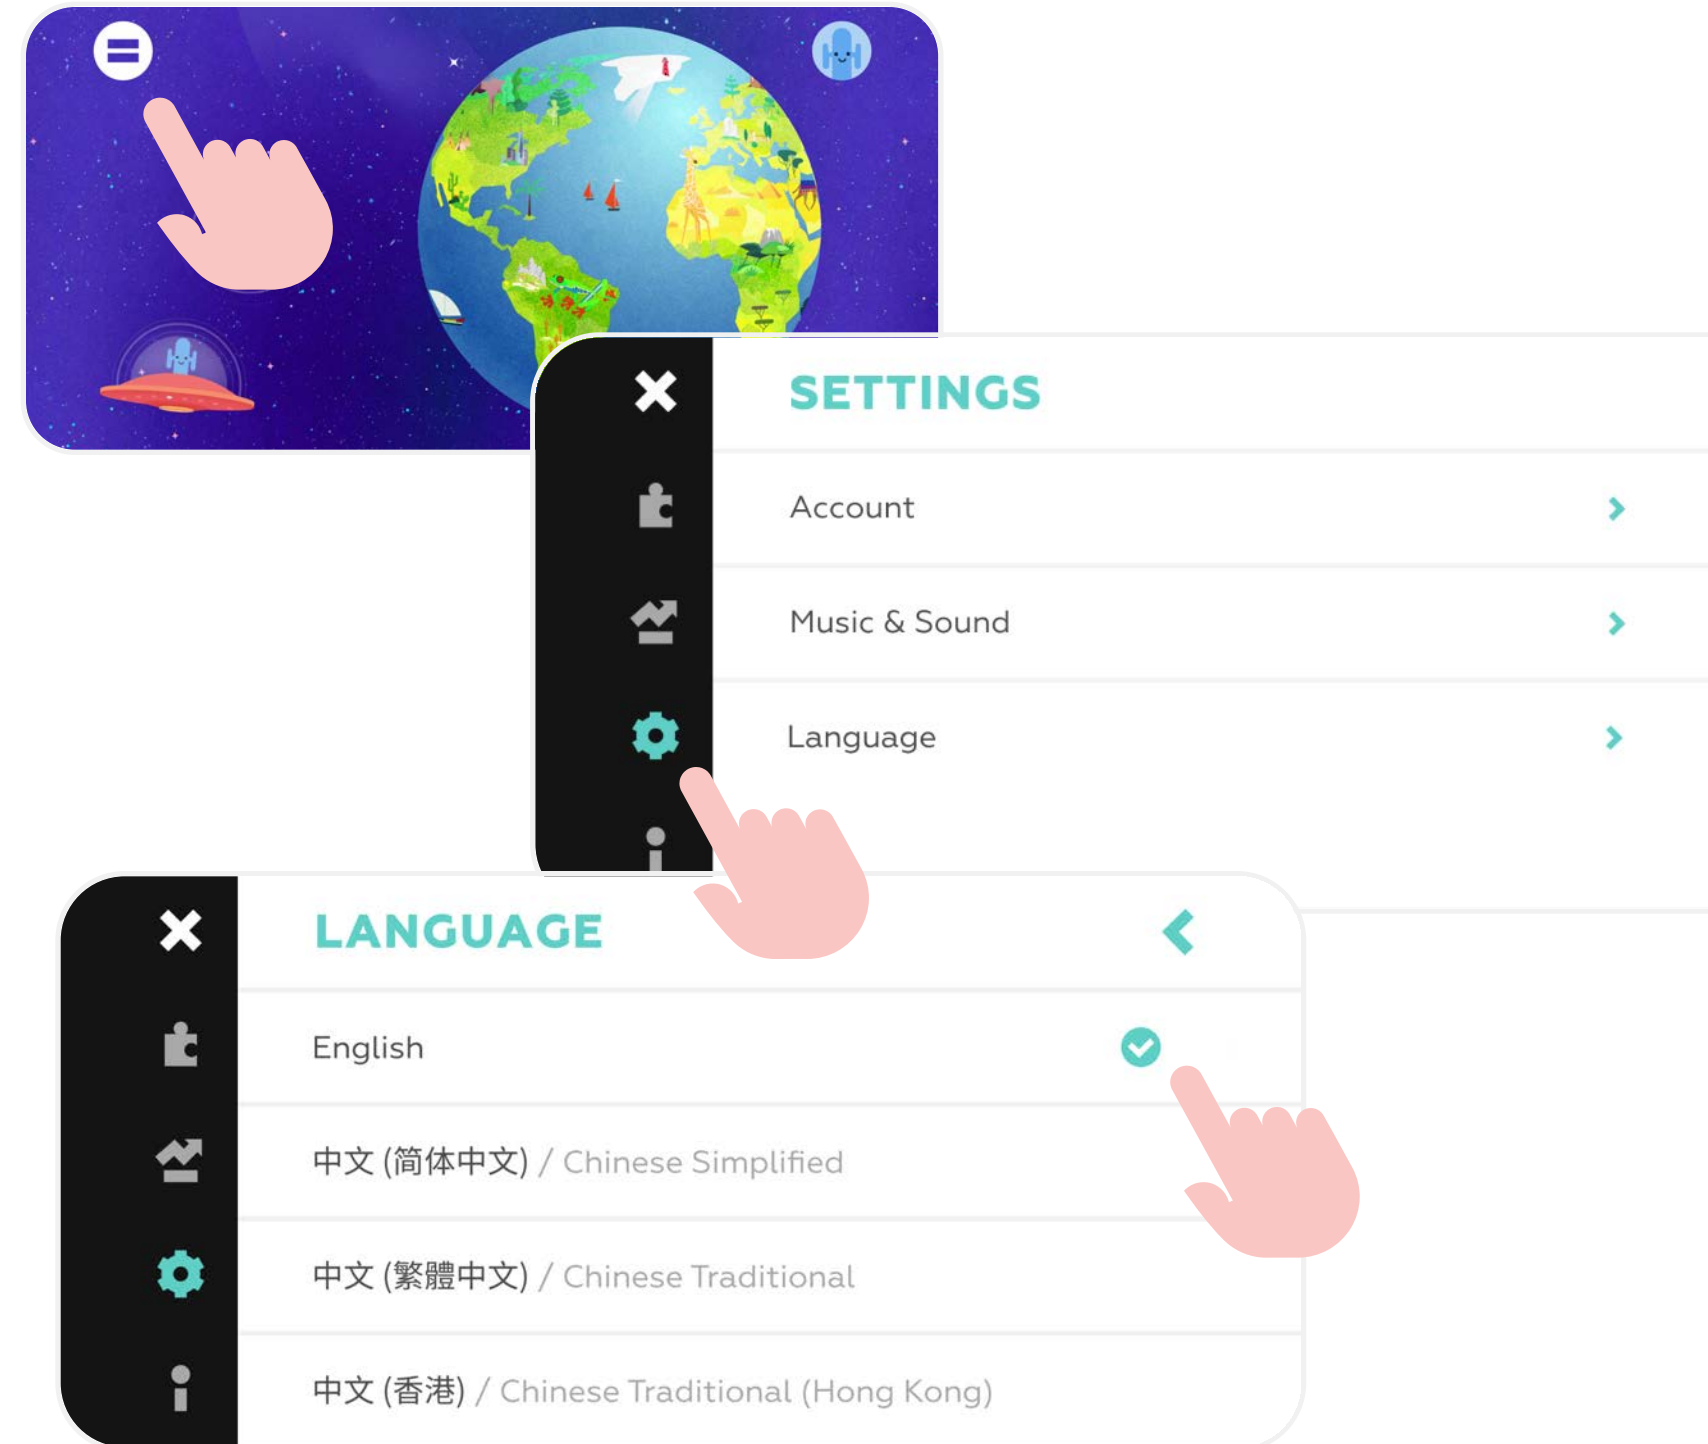 SETTINGS
Account
Music & Sound
Language
LANGUAGE
English
中文 (简体中文) / Chinese Simplified
中文 (繁體中文) / Chinese Traditional
中文 (香港) / Chinese Traditional (Hong Kong)